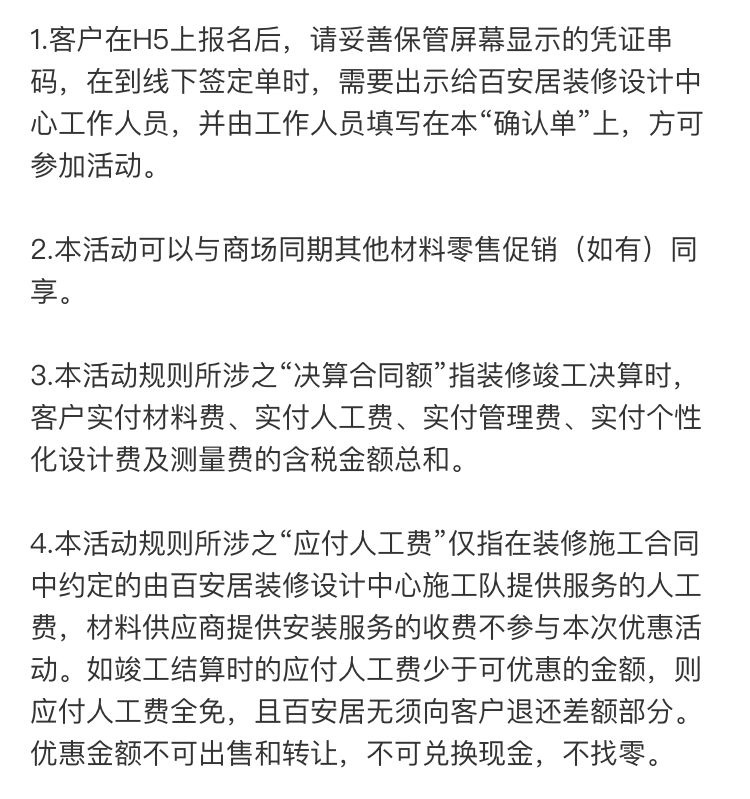 1.客户在H5上报名后，请妥善保管屏幕显示的凭证串
码，在到线下签定单时，需要出示给百安居装修设计中
心工作人员，并由工作人员填写在本“确认单”上，方可
参加活动。
2.本活动可以与商场同期其他材料零售促销（如有）同
享。
3.本活动规则所涉之“决算合同额”指装修竣工决算时，
客户实付材料费、实付人工费、实付管理费、实付个性
化设计费及测量费的含税金额总和。
4.本活动规则所涉之“应付人工费”仅指在装修施工合同
中约定的由百安居装修设计中心施工队提供服务的人工
费，材料供应商提供安装服务的收费不参与本次优惠活
动。如竣工结算时的应付人工费少于可优惠的金额，则
应付人工费全免，且百安居无须向客户退还差额部分。
优惠金额不可出售和转让，不可兑换现金，不找零。